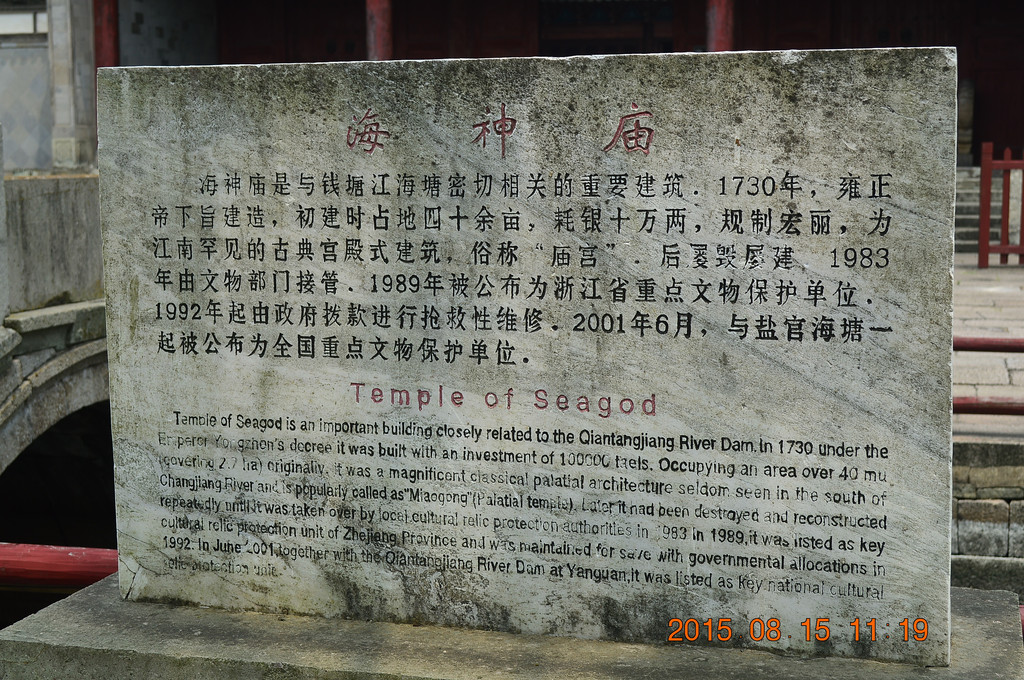 海神庙
海神庙是与钱塘江海塘密切相关的重要建筑．1730年，雍正
帝下旨建造，初建时占地四十余亩，耗银十万两，规制宏丽，为
江南罕见的古典宫殿式建筑，俗称“庙宫”．后屡毁屡建 1983
年由文物部门接管．1989年被公布为浙江省重点文物保护单位．
1992年起由政府拨款进行抢救性维修．2001年6月，与盐官海塘一
起被公布为全国重点文物保护单位．
Temple of Seagod
Temple of Seagod is an important building closely related to the Qiantangjiang River Dam.In 1730 under the
Emperor Yongzhen's decree it was built with an investment of 100000 taels. Occupying an area over 40 mu
(govering 2.7 ha) originally, it was a magnificent classical palatial architecture seldom seen in the south of
Changjiang River and is popularly called as"Miaogong"(Palatial temple). Later it had been destroyed and reconstructed
repeatedly until it was taken over by local cultural relic protection authorities in 1983 in 1989,it was listed as key
cultural relic protection unit of Zhejiang Province and was maintained for save with governmental allocations in
1992. In June 2001,together with the Qiantangjiang River Dam at Yanguan,it was listed as key national cultural
relic protection unit.
2015 08 15 11 19